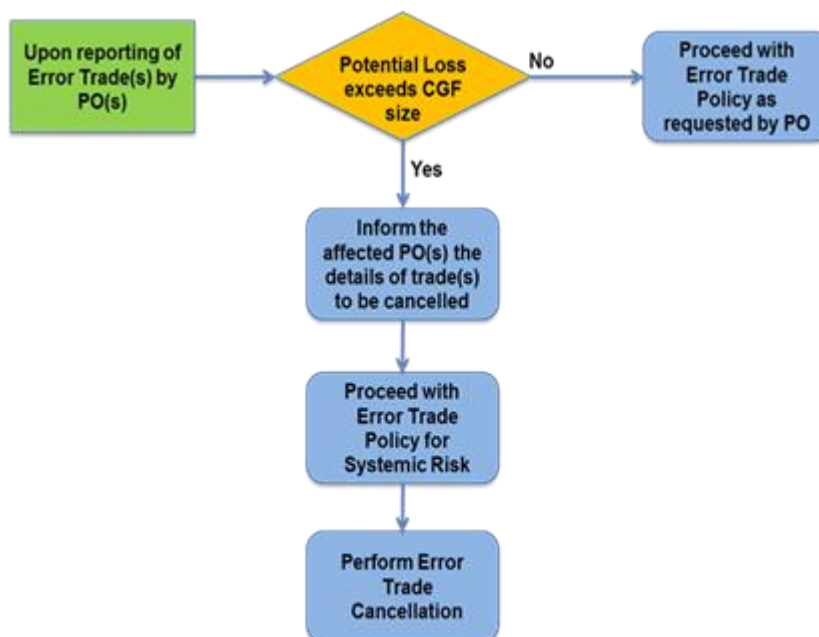 Upon reporting of
Error Trade(s) by
PO(s)
Potential Loss
exceeds CGF
size
No
Proceed with
Error Trade
Policy as
requested by PO
Yes
Inform the
affected PO(s) the
details of trade(s)
to be cancelled
Proceed with
Error Trade
Policy for
Systemic Risk
Perform Error
Trade
Cancellation